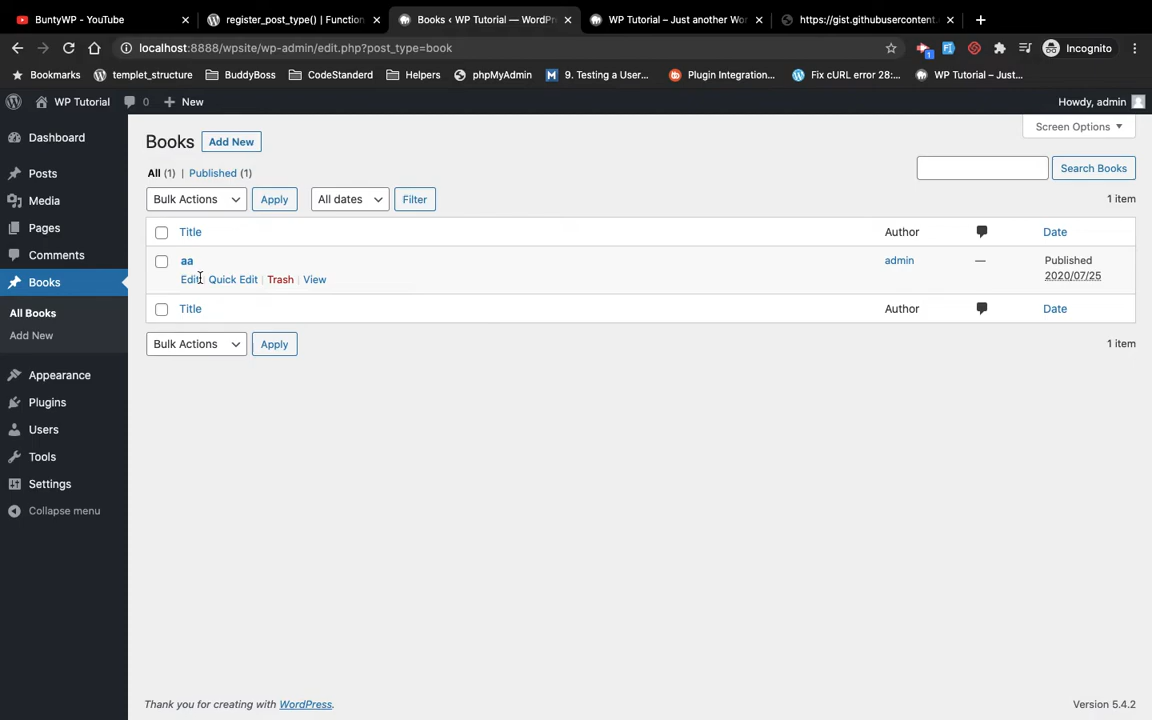 BuntyWP - YouTube
register_post_type() | Function
Books ‹ WP Tutorial — WordPr
WP Tutorial – Just another Wor
https://gist.githubusercontent.
localhost:8888/wpsite/wp-admin/edit.php?post_type=book
1
Incognito
Bookmarks
templet_structure
BuddyBoss
CodeStanderd
Helpers
phpMyAdmin
9. Testing a User...
Plugin Integration...
Fix cURL error 28:...
WP Tutorial – Just...
WP Tutorial
0
New
Howdy, admin
Dashboard
Posts
Media
Pages
Comments
Books
All Books
Add New
Appearance
Plugins
Users
Tools
Settings
Collapse menu
Screen Options
Books Add New
All (1) | Published (1)
Search Books
Bulk Actions Apply All dates Filter
1 item
Title Author Date
aa admin — Published
2020/07/25
Edit | Quick Edit | Trash | View
Title Author Date
Bulk Actions Apply
1 item
Thank you for creating with WordPress.
Version 5.4.2